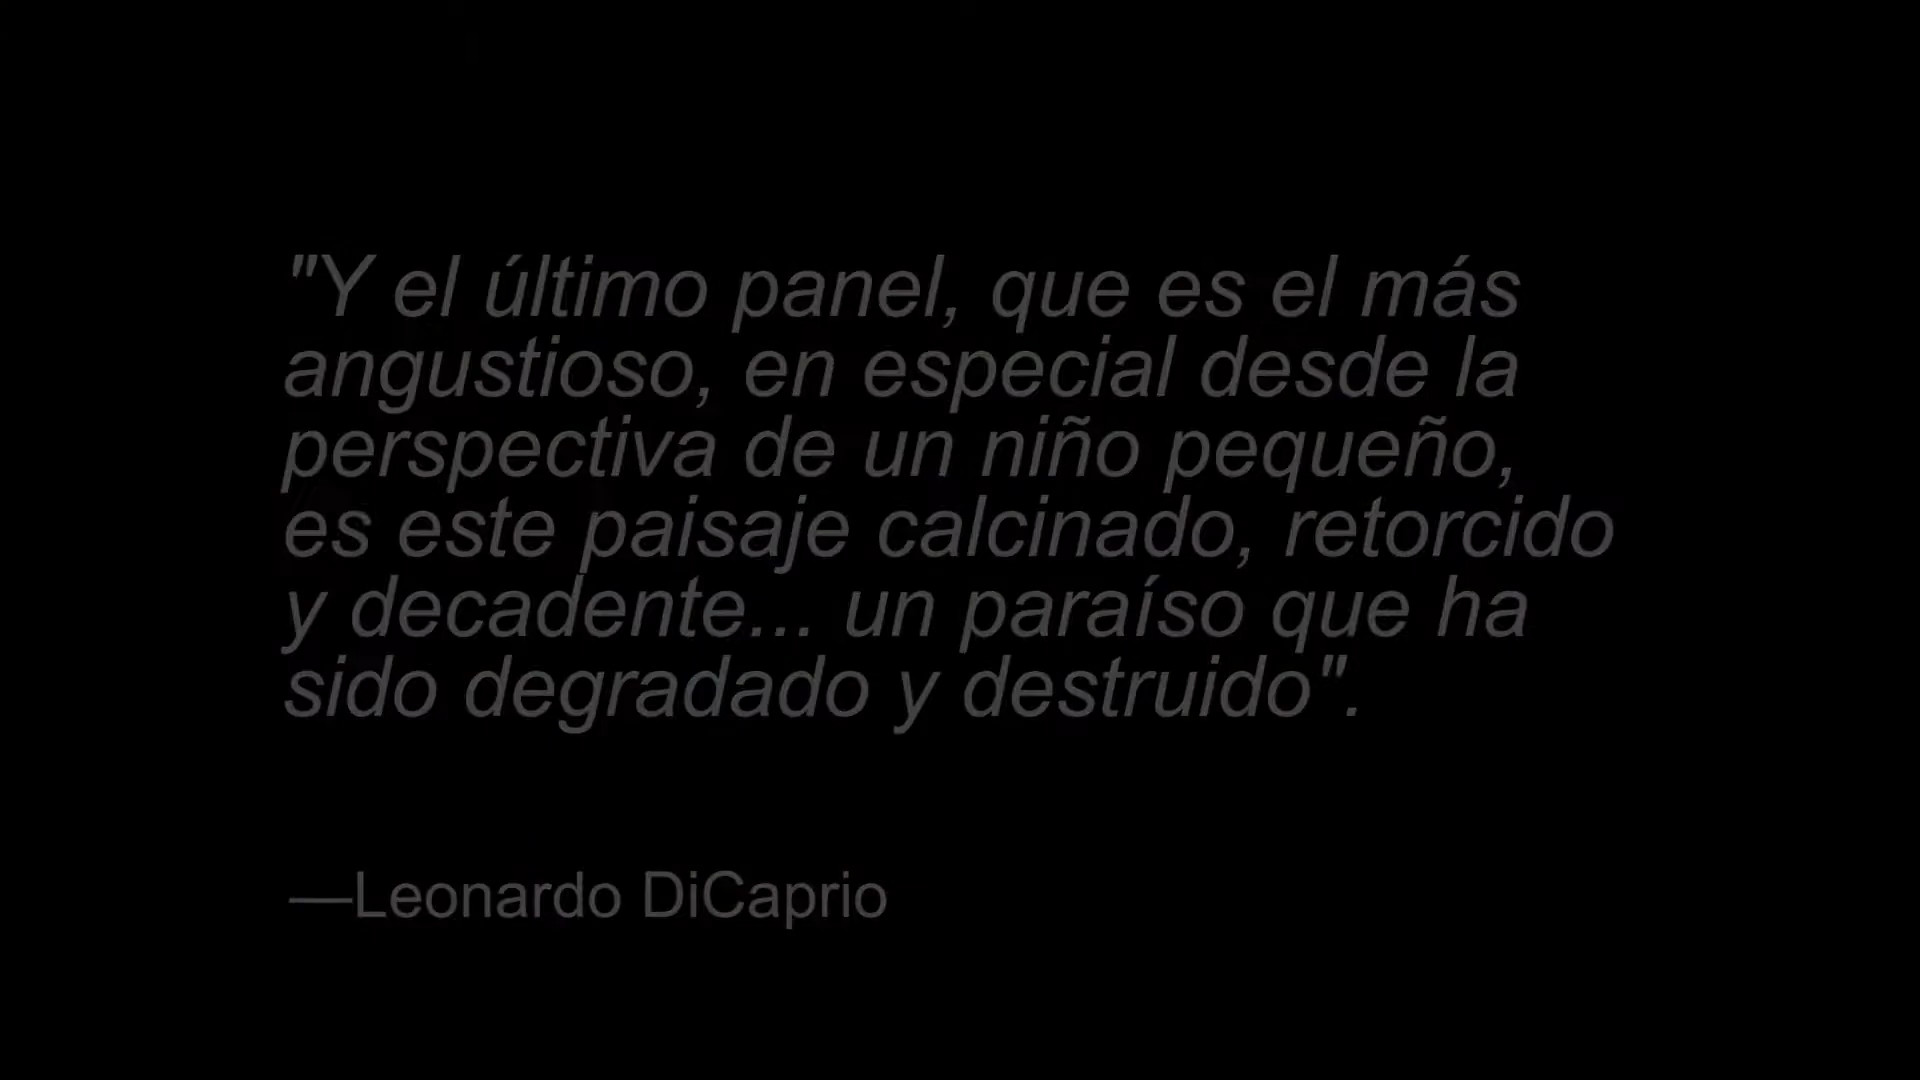 "Y el último panel, que es el más
angustioso, en especial desde la
perspectiva de un niño pequeño,
es este paisaje calcinado, retorcido
y decadente... un paraíso que ha
sido degradado y destruido".
—Leonardo DiCaprio